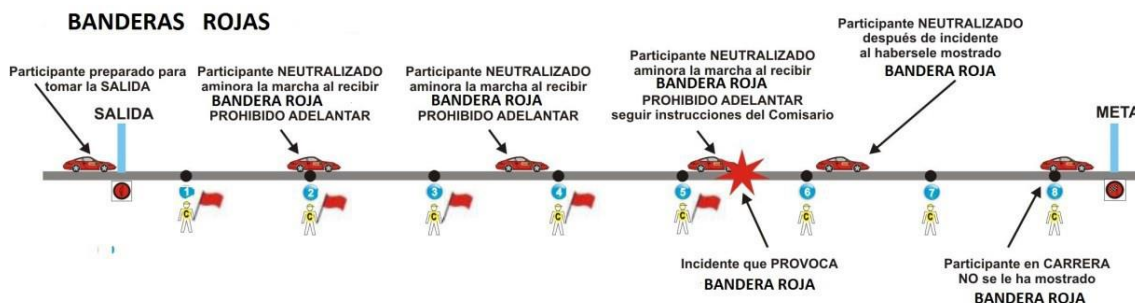 BANDERAS ROJAS
Participante preparado para
tomar la SALIDA
SALIDA
Participante NEUTRALIZADO
aminora la marcha al recibir
BANDERA ROJA
PROHIBIDO ADELANTAR
Participante NEUTRALIZADO
aminora la marcha al recibir
BANDERA ROJA
PROHIBIDO ADELANTAR
Participante NEUTRALIZADO
aminora la marcha al recibir
BANDERA ROJA
PROHIBIDO ADELANTAR
seguir instrucciones del Comisario
Participante NEUTRALIZADO
después de incidente
al habersele mostrado
BANDERA ROJA
META
1
2
3
4
5
6
7
8
C
C
C
C
C
C
C
C
Incidente que PROVOCA
BANDERA ROJA
Participante en CARRERA
NO se le ha mostrado
BANDERA ROJA